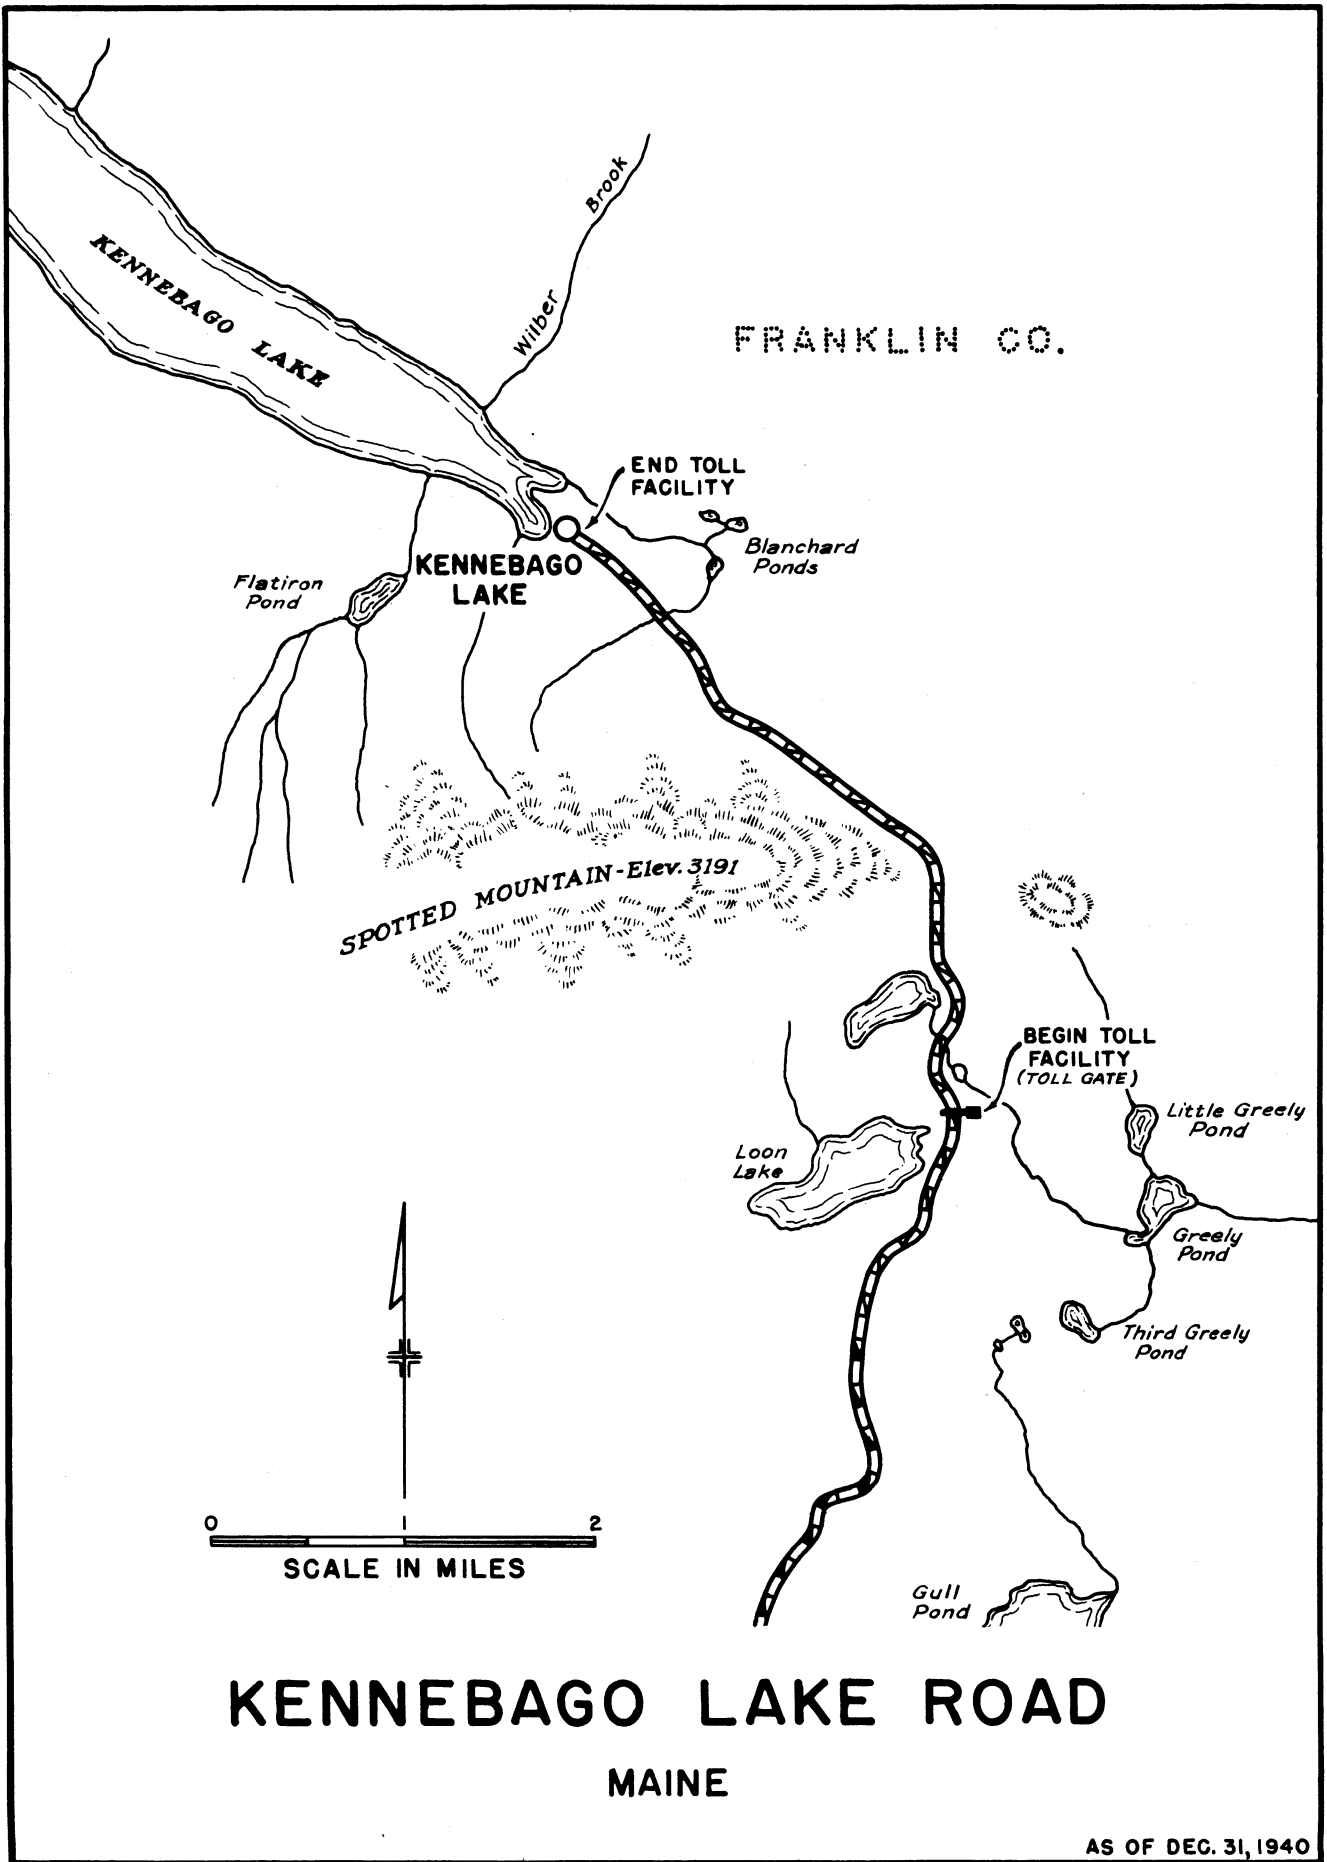 Brook
KENNEBAGO LAKE
Wilber
FRANKLIN CO.
END TOLL
FACILITY
Blanchard
Ponds
KENNEBAGO
LAKE
Flatiron
Pond
SPOTTED MOUNTAIN-Elev. 3191
BEGIN TOLL
FACILITY
(TOLL GATE)
Little Greely
Pond
Loon
Lake
Greely
Pond
Third Greely
Pond
0 1 2
SCALE IN MILES
Gull
Pond
KENNEBAGO LAKE ROAD
MAINE
AS OF DEC. 31, 1940